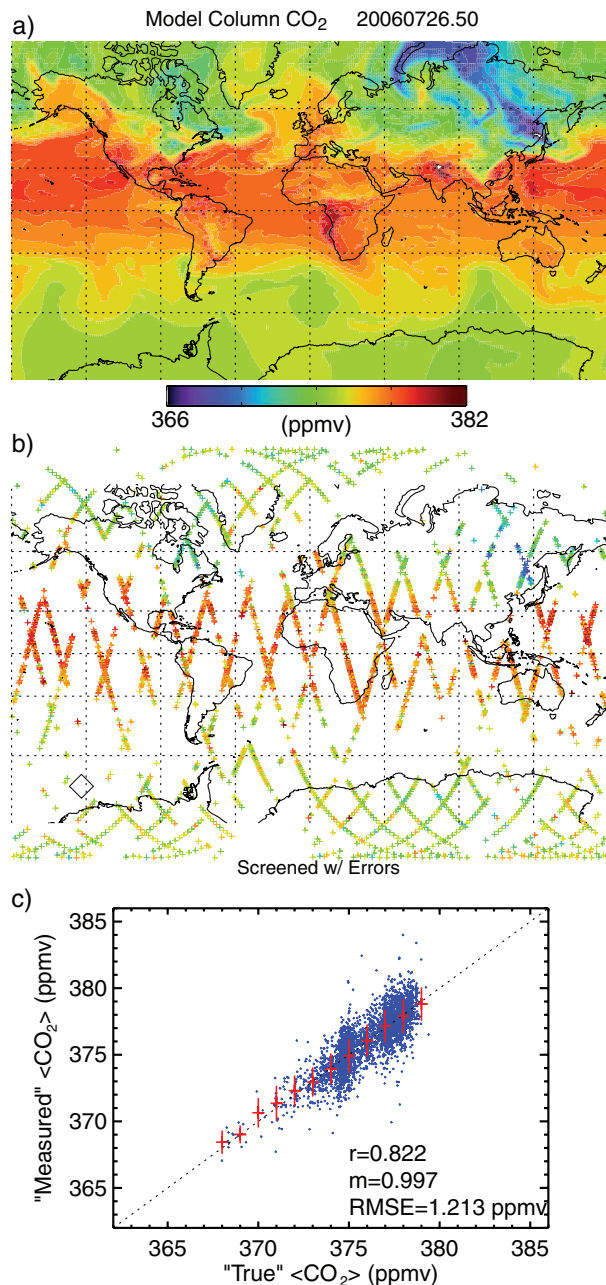 a)
Model Column CO₂ 20060726.50
366
(ppmv)
382
b)
Screened w/ Errors
c)
"Measured" <CO₂> (ppmv)
385
380
375
370
365
r=0.822
m=0.997
RMSE=1.213 ppmv
365
370
375
380
385
"True" <CO₂> (ppmv)